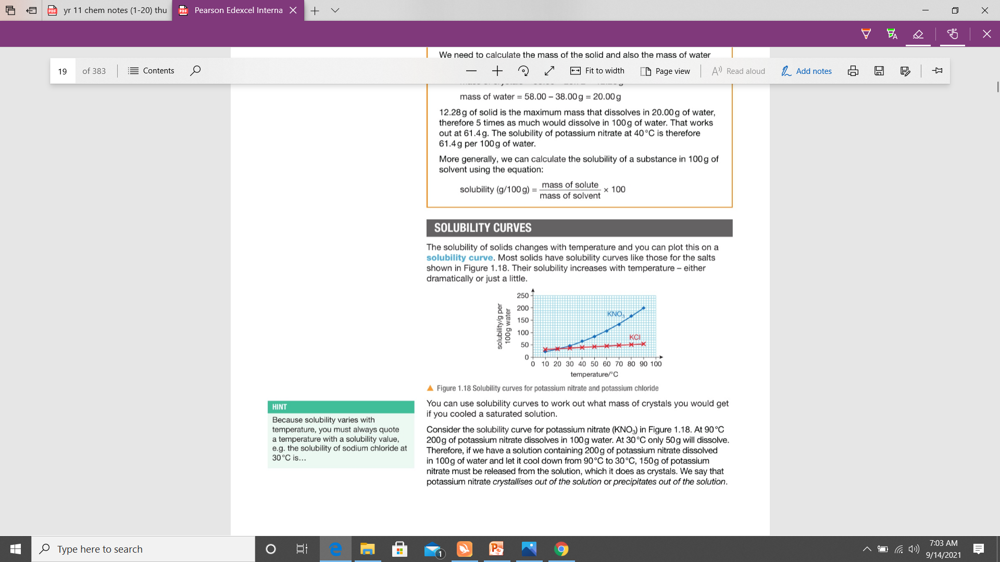 yr 11 chem notes (1-20) thu
Pearson Edexcel Interna
We need to calculate the mass of the solid and also the mass of water
19 of 383 Contents Fit to width Page view Read aloud Add notes
mass of water = 58.00 – 38.00 g = 20.00 g
12.28 g of solid is the maximum mass that dissolves in 20.00 g of water,
therefore 5 times as much would dissolve in 100 g of water. That works
out at 61.4 g. The solubility of potassium nitrate at 40 °C is therefore
61.4 g per 100 g of water.
More generally, we can calculate the solubility of a substance in 100 g of
solvent using the equation:
solubility (g/100 g) = mass of solute / mass of solvent × 100
SOLUBILITY CURVES
The solubility of solids changes with temperature and you can plot this on a
solubility curve. Most solids have solubility curves like those for the salts
shown in Figure 1.18. Their solubility increases with temperature – either
dramatically or just a little.
solubility/g per
100 g water
250
200
150
100
50
0
KNO₃
KCl
0 10 20 30 40 50 60 70 80 90 100
temperature/°C
Figure 1.18 Solubility curves for potassium nitrate and potassium chloride
HINT
Because solubility varies with
temperature, you must always quote
a temperature with a solubility value,
e.g. the solubility of sodium chloride at
30 °C is…
You can use solubility curves to work out what mass of crystals you would get
if you cooled a saturated solution.
Consider the solubility curve for potassium nitrate (KNO₃) in Figure 1.18. At 90 °C
200 g of potassium nitrate dissolves in 100 g water. At 30 °C only 50 g will dissolve.
Therefore, if we have a solution containing 200 g of potassium nitrate dissolved
in 100 g of water and let it cool down from 90 °C to 30 °C, 150 g of potassium
nitrate must be released from the solution, which it does as crystals. We say that
potassium nitrate crystallises out of the solution or precipitates out of the solution.
Type here to search
1
7:03 AM
9/14/2021